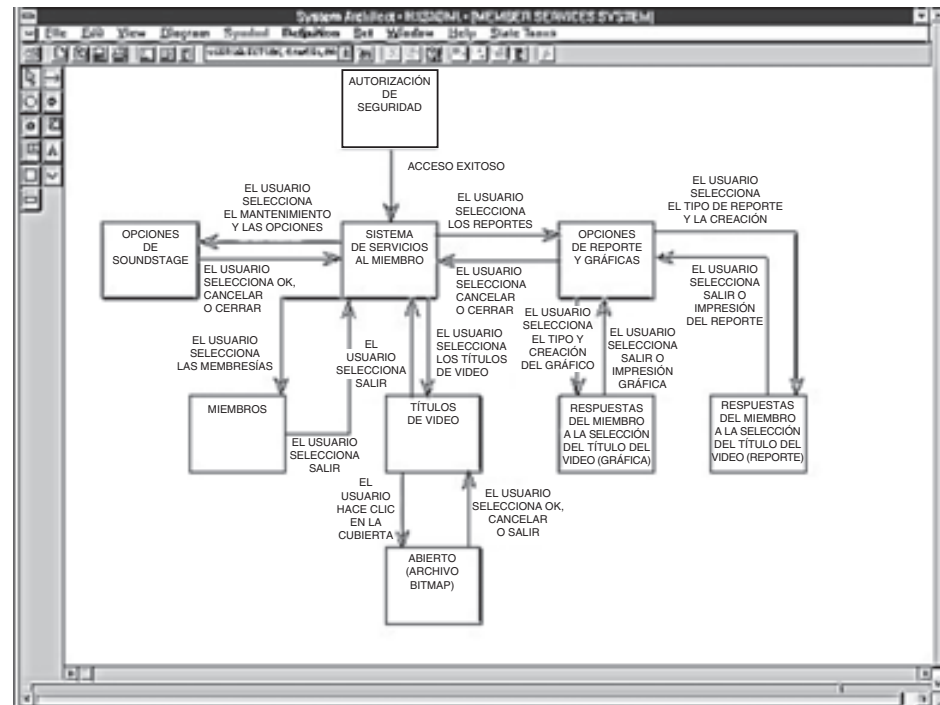 System Architect - [MEMBER SERVICES SYSTEM]
File Edit View Diagram Symbol Definition Set Window Help State Trans
AUTORIZACIÓN
DE
SEGURIDAD
ACCESO EXITOSO
EL USUARIO
SELECCIONA
EL MANTENIMIENTO
Y LAS OPCIONES
EL USUARIO
SELECCIONA
LOS REPORTES
EL USUARIO
SELECCIONA
EL TIPO DE REPORTE
Y LA CREACIÓN
OPCIONES
DE
SOUNDSTAGE
SISTEMA
DE SERVICIOS
AL MIEMBRO
OPCIONES
DE REPORTE
Y GRÁFICAS
EL USUARIO
SELECCIONA OK,
CANCELAR
O CERRAR
EL USUARIO
SELECCIONA
CANCELAR
O CERRAR
EL USUARIO
SELECCIONA
SALIR O
IMPRESIÓN
DEL REPORTE
EL USUARIO
SELECCIONA
LAS MEMBRESÍAS
EL
USUARIO
SELECCIONA
SALIR
EL USUARIO
SELECCIONA
LOS TÍTULOS
DE VIDEO
EL USUARIO
SELECCIONA
EL TIPO Y
CREACIÓN
DEL GRÁFICO
EL USUARIO
SELECCIONA
SALIR O
IMPRESIÓN
GRÁFICA
MIEMBROS
TÍTULOS
DE VIDEO
RESPUESTAS
DEL MIEMBRO
A LA SELECCIÓN
DEL TÍTULO DEL
VIDEO (GRÁFICA)
RESPUESTAS
DEL MIEMBRO
A LA SELECCIÓN
DEL TÍTULO DEL
VIDEO (REPORTE)
EL USUARIO
SELECCIONA
SALIR
EL
USUARIO
HACE CLIC
EN LA
CUBIERTA
EL USUARIO
SELECCIONA OK,
CANCELAR
O SALIR
ABIERTO
(ARCHIVO
BITMAP)